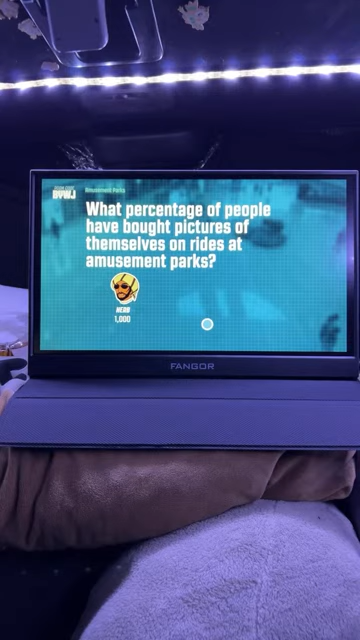 Amusement Parks
What percentage of people
have bought pictures of
themselves on rides at
amusement parks?
HERO
1,000
FANGOR